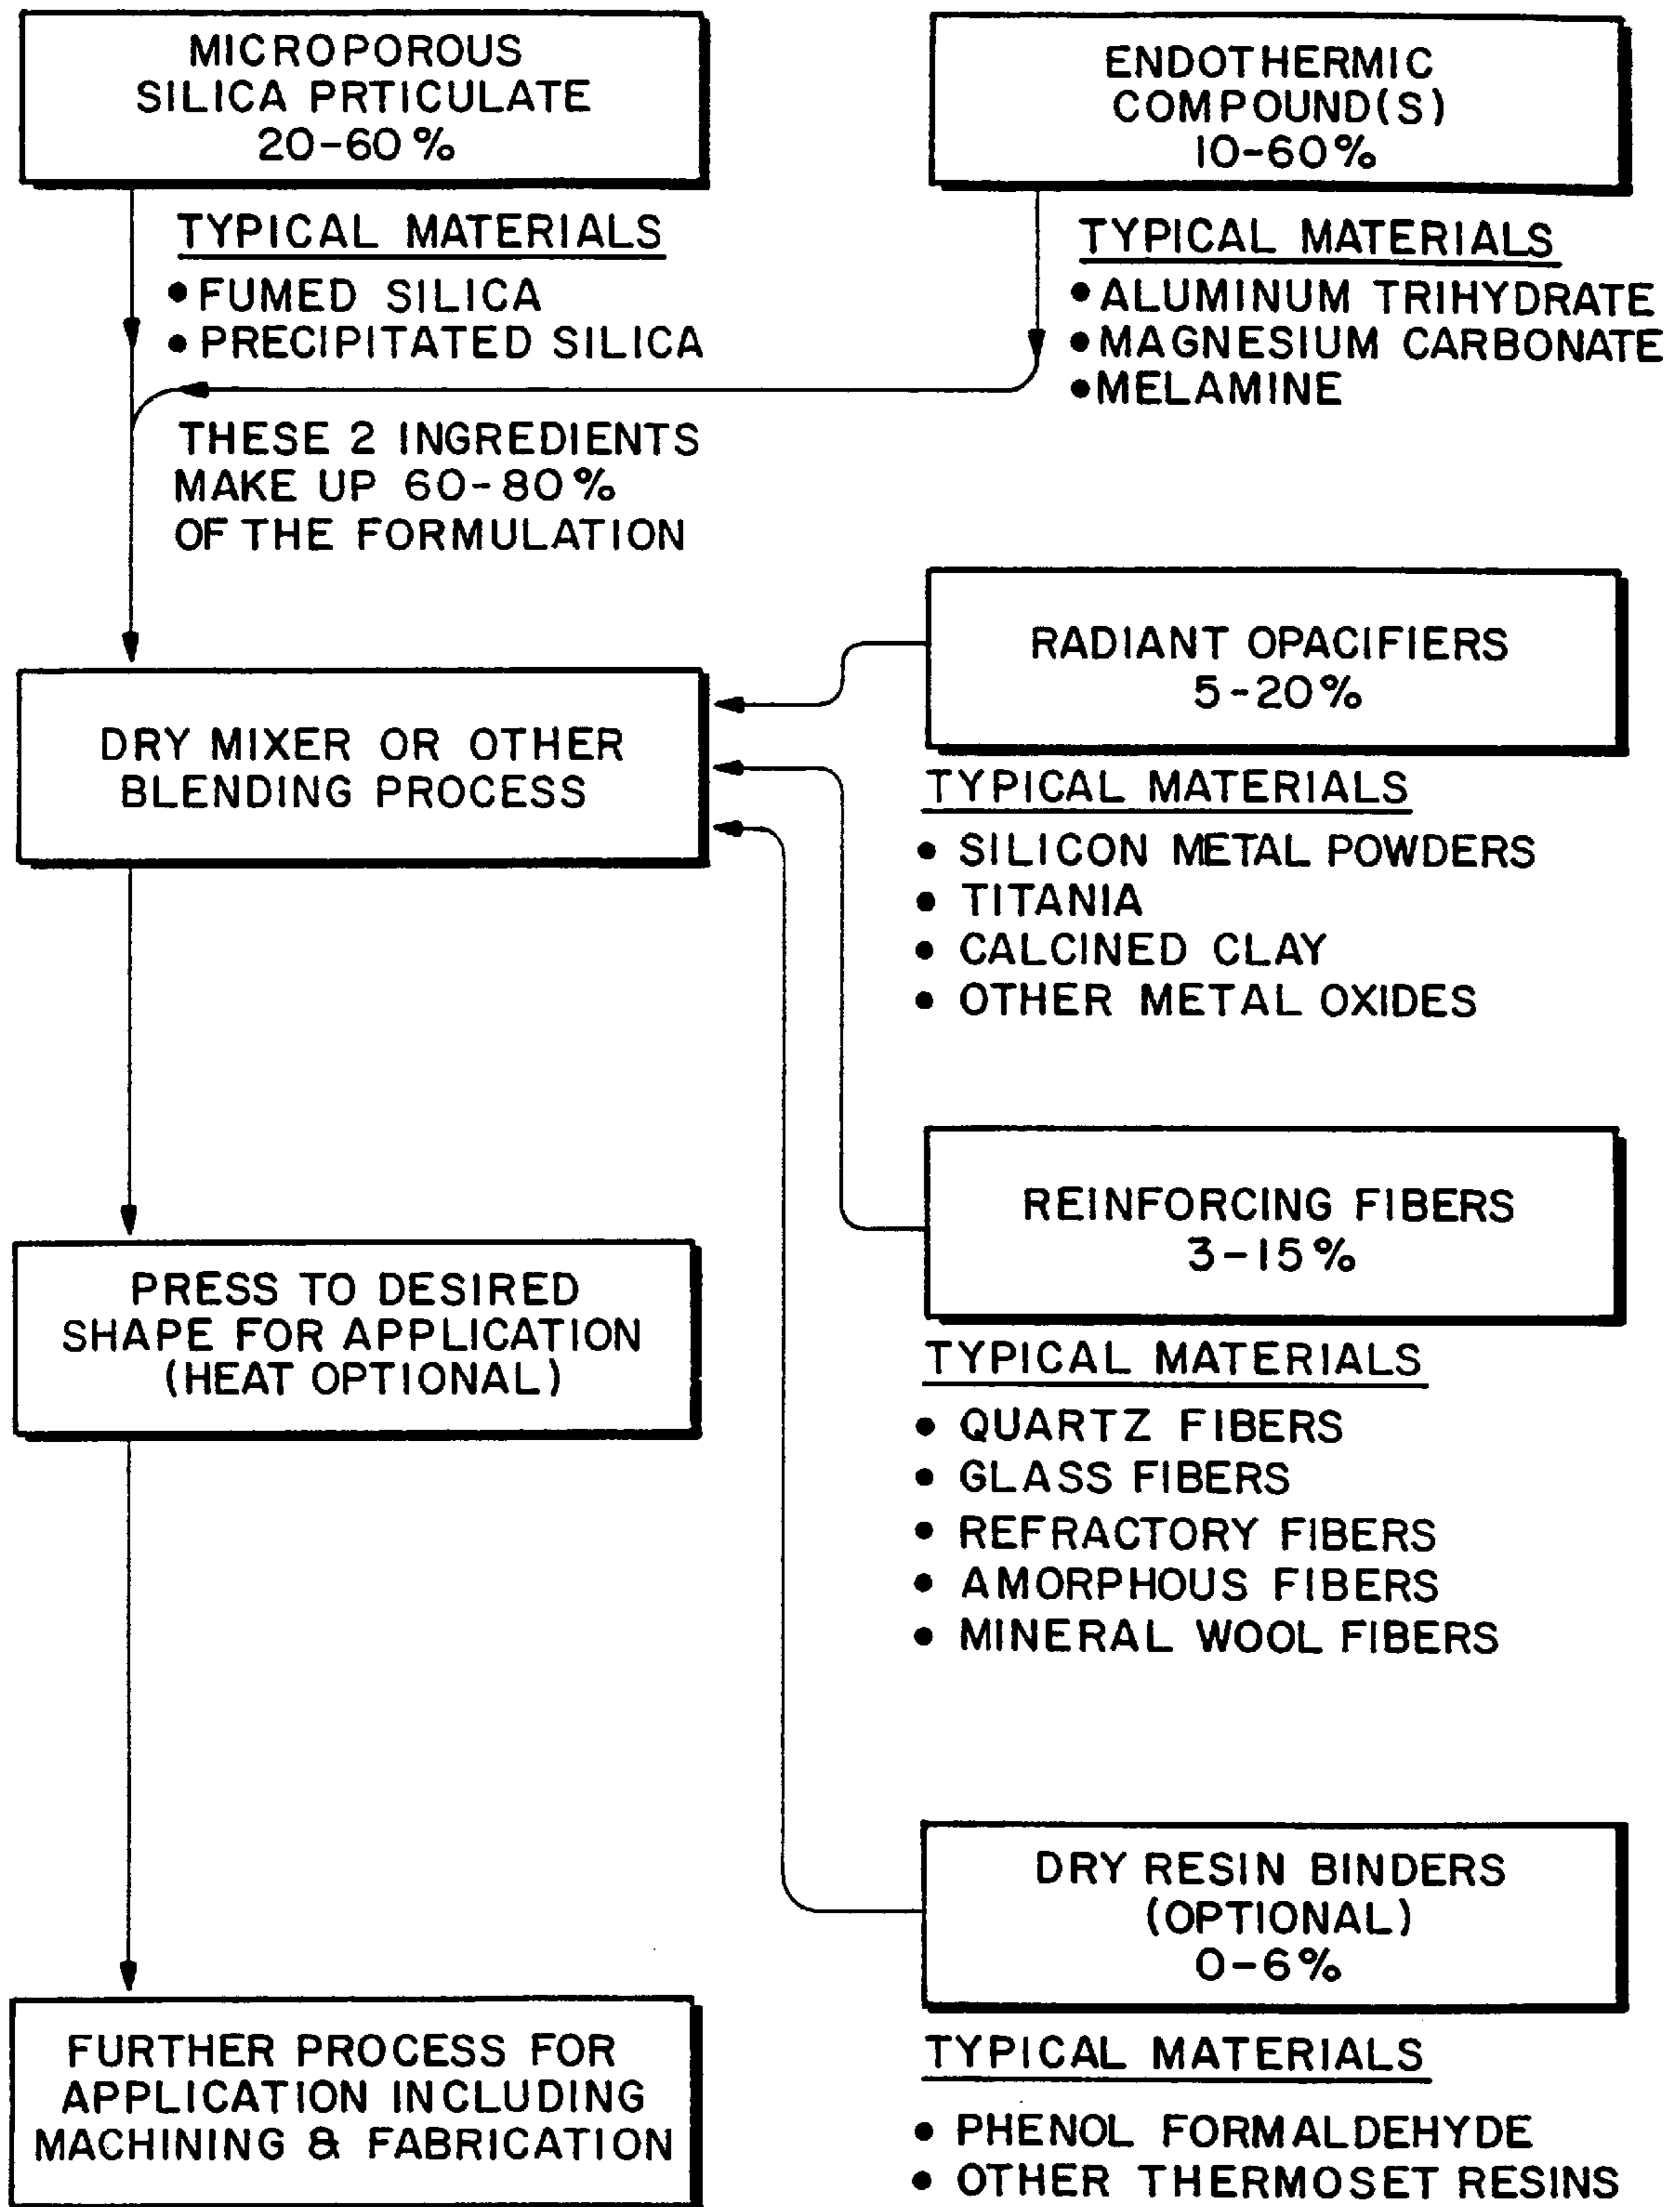 MICROPOROUS
SILICA PRTICULATE
20-60%
ENDOTHERMIC
COMPOUND(S)
10-60%
TYPICAL MATERIALS
• FUMED SILICA
• PRECIPITATED SILICA
TYPICAL MATERIALS
• ALUMINUM TRIHYDRATE
• MAGNESIUM CARBONATE
• MELAMINE
THESE 2 INGREDIENTS
MAKE UP 60-80%
OF THE FORMULATION
RADIANT OPACIFIERS
5-20%
DRY MIXER OR OTHER
BLENDING PROCESS
TYPICAL MATERIALS
• SILICON METAL POWDERS
• TITANIA
• CALCINED CLAY
• OTHER METAL OXIDES
REINFORCING FIBERS
3-15%
PRESS TO DESIRED
SHAPE FOR APPLICATION
(HEAT OPTIONAL)
TYPICAL MATERIALS
• QUARTZ FIBERS
• GLASS FIBERS
• REFRACTORY FIBERS
• AMORPHOUS FIBERS
• MINERAL WOOL FIBERS
DRY RESIN BINDERS
(OPTIONAL)
0-6%
FURTHER PROCESS FOR
APPLICATION INCLUDING
MACHINING & FABRICATION
TYPICAL MATERIALS
• PHENOL FORMALDEHYDE
• OTHER THERMOSET RESINS